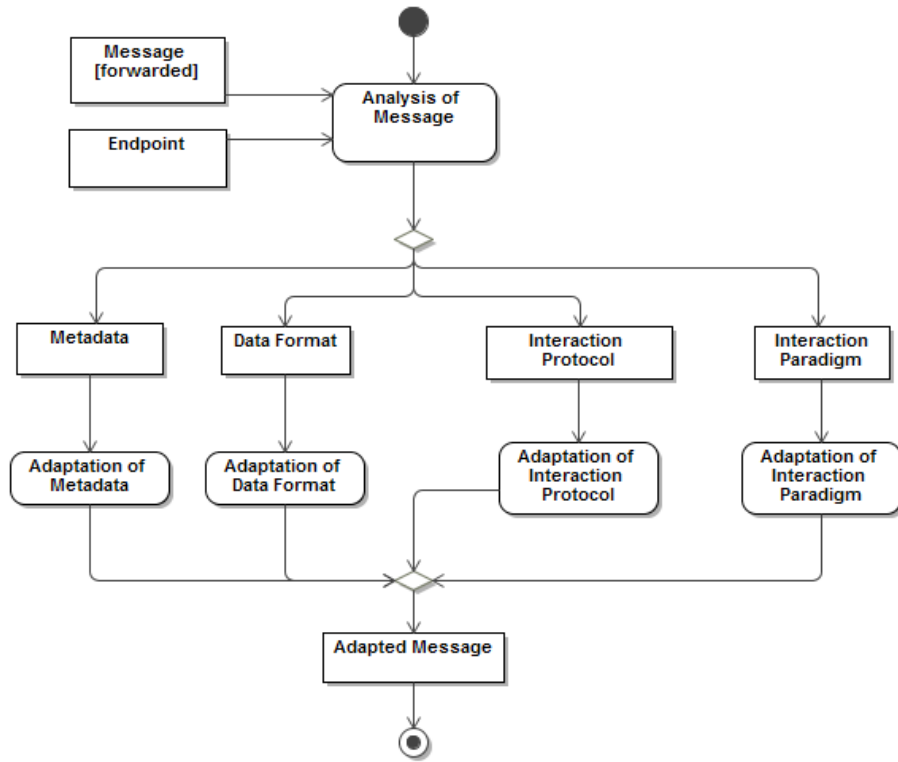 Message
[forwarded]
Analysis of
Message
Endpoint
Metadata
Data Format
Interaction
Protocol
Interaction
Paradigm
Adaptation of
Metadata
Adaptation of
Data Format
Adaptation of
Interaction
Protocol
Adaptation of
Interaction
Paradigm
Adapted Message